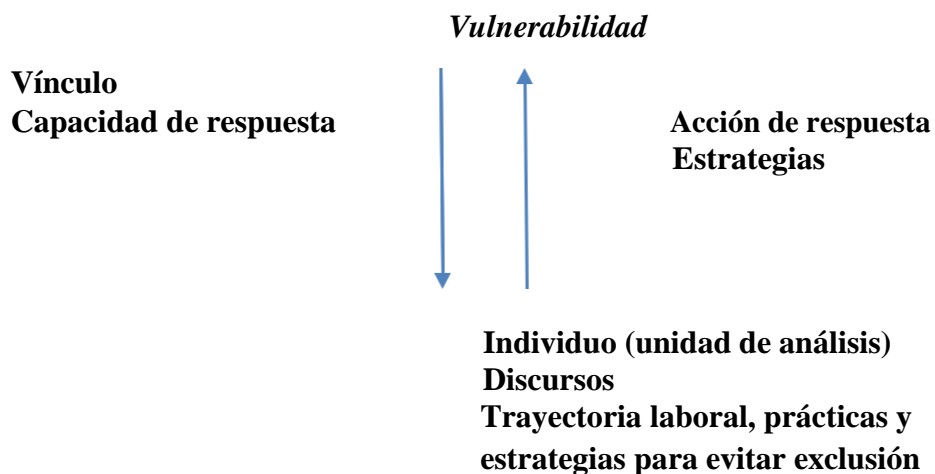 Vulnerabilidad
Vínculo
Capacidad de respuesta
Acción de respuesta
Estrategias
Individuo (unidad de análisis)
Discursos
Trayectoria laboral, prácticas y
estrategias para evitar exclusión